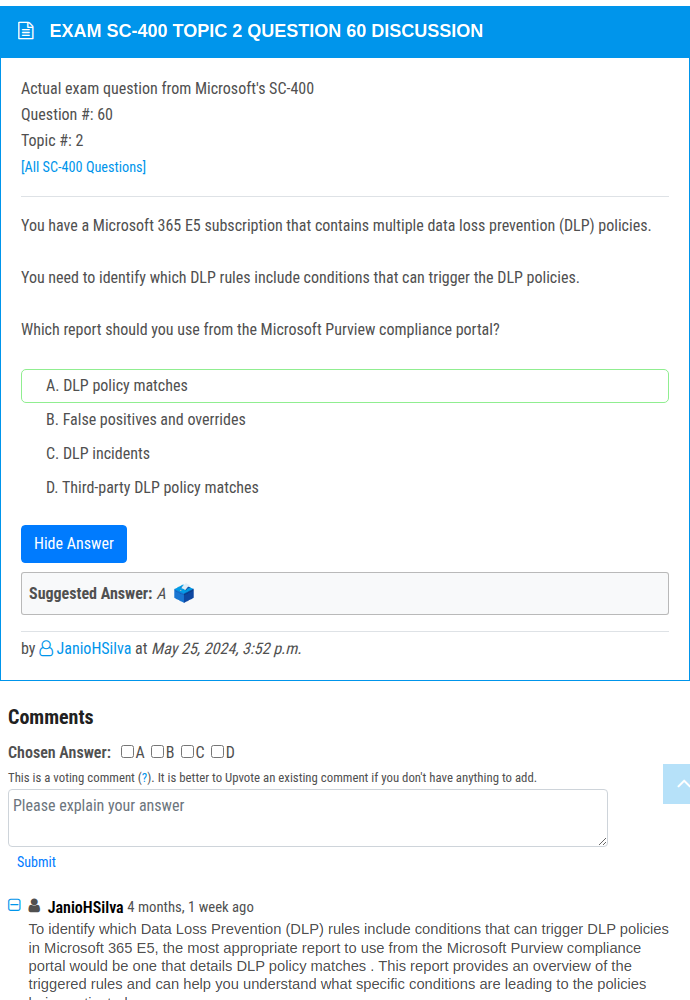 EXAM SC-400 TOPIC 2 QUESTION 60 DISCUSSION
Actual exam question from Microsoft's SC-400
Question #: 60
Topic #: 2
[All SC-400 Questions]
You have a Microsoft 365 E5 subscription that contains multiple data loss prevention (DLP) policies.
You need to identify which DLP rules include conditions that can trigger the DLP policies.
Which report should you use from the Microsoft Purview compliance portal?
A. DLP policy matches
B. False positives and overrides
C. DLP incidents
D. Third-party DLP policy matches
Hide Answer
Suggested Answer: A
by JanioHSilva at May 25, 2024, 3:52 p.m.
Comments
Chosen Answer: A B C D
This is a voting comment (?). It is better to Upvote an existing comment if you don't have anything to add.
Please explain your answer
Submit
JanioHSilva 4 months, 1 week ago
To identify which Data Loss Prevention (DLP) rules include conditions that can trigger DLP policies
in Microsoft 365 E5, the most appropriate report to use from the Microsoft Purview compliance
portal would be one that details DLP policy matches . This report provides an overview of the
triggered rules and can help you understand what specific conditions are leading to the policies